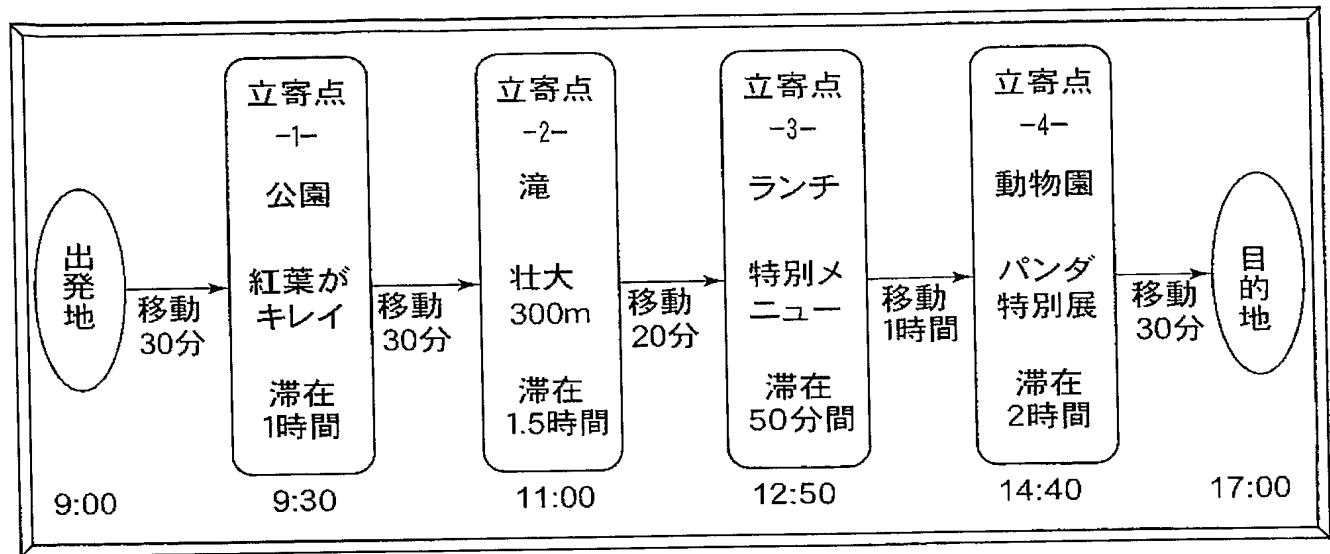 出発地
9:00
移動
30分
立寄点
-1-
公園
紅葉が
キレイ
滞在
1時間
9:30
移動
30分
立寄点
-2-
滝
壮大
300m
滞在
1.5時間
11:00
移動
20分
立寄点
-3-
ランチ
特別メ
ニュー
滞在
50分間
12:50
移動
1時間
立寄点
-4-
動物園
パンダ
特別展
滞在
2時間
14:40
移動
30分
目的地
17:00